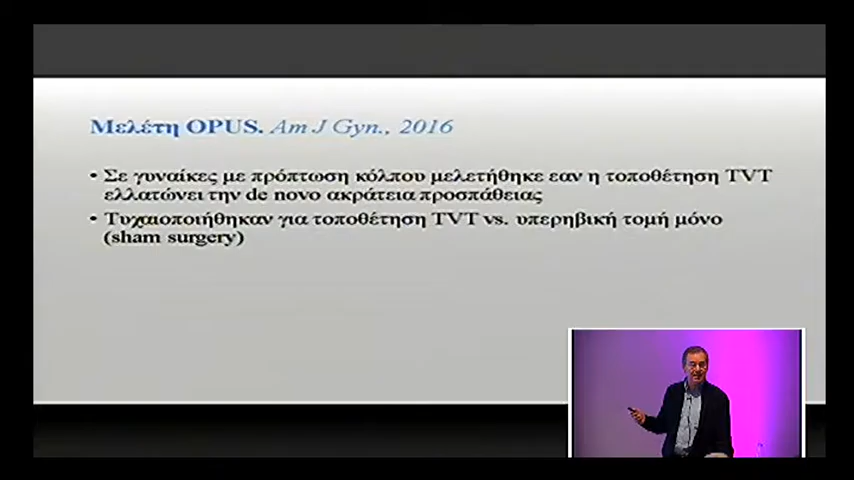 Μελέτη OPUS. Am J Gyn., 2016
• Σε γυναίκες με πρόπτωση κόλπου μελετήθηκε εαν η τοποθέτηση TVT
ελλατώνει την de novo ακράτεια προσπάθειας
• Τυχαιοποιήθηκαν για τοποθέτηση TVT vs. υπερηβική τομή μόνο
(sham surgery)